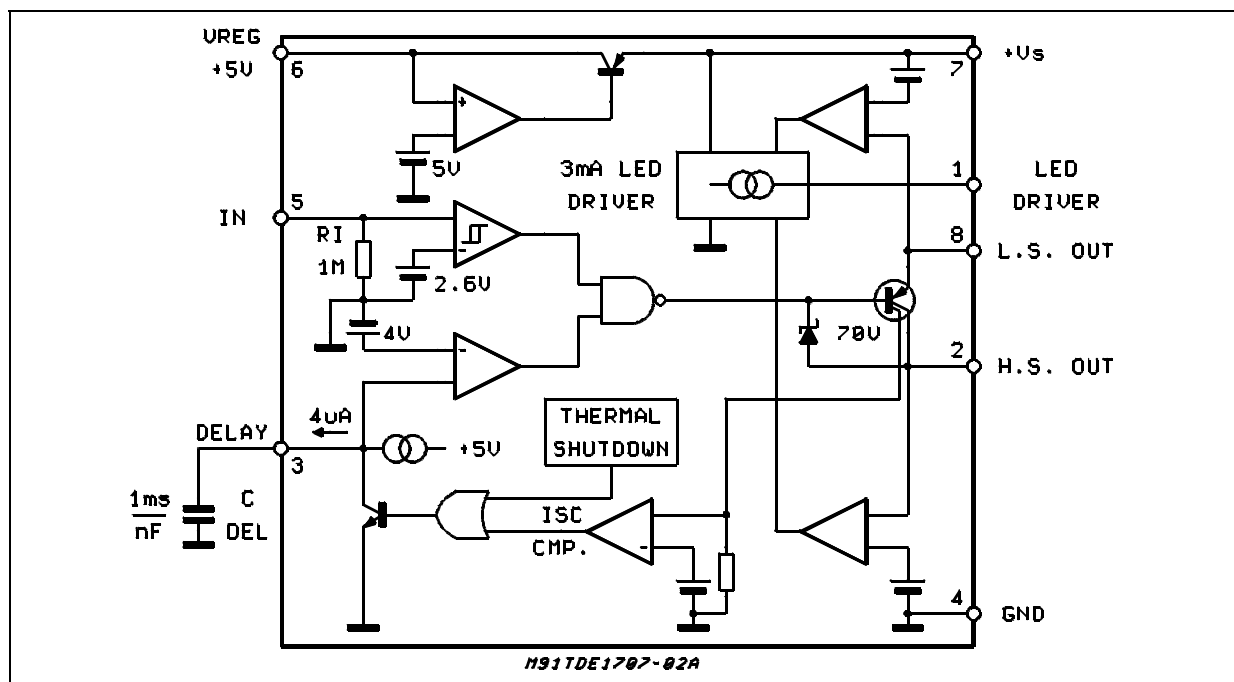 VREG
+5V
6
+Vs
7
+
5V
3mA LED
DRIVER
1
LED
DRIVER
5
IN
RI
1M
-
2.6V
8
L.S. OUT
4V
-
70V
2
H.S. OUT
4uA
DELAY
3
+5V
THERMAL
SHUTDOWN
1ms
nF
C
DEL
ISC
CMP.
-
4
GND
M91TDE1707-02A